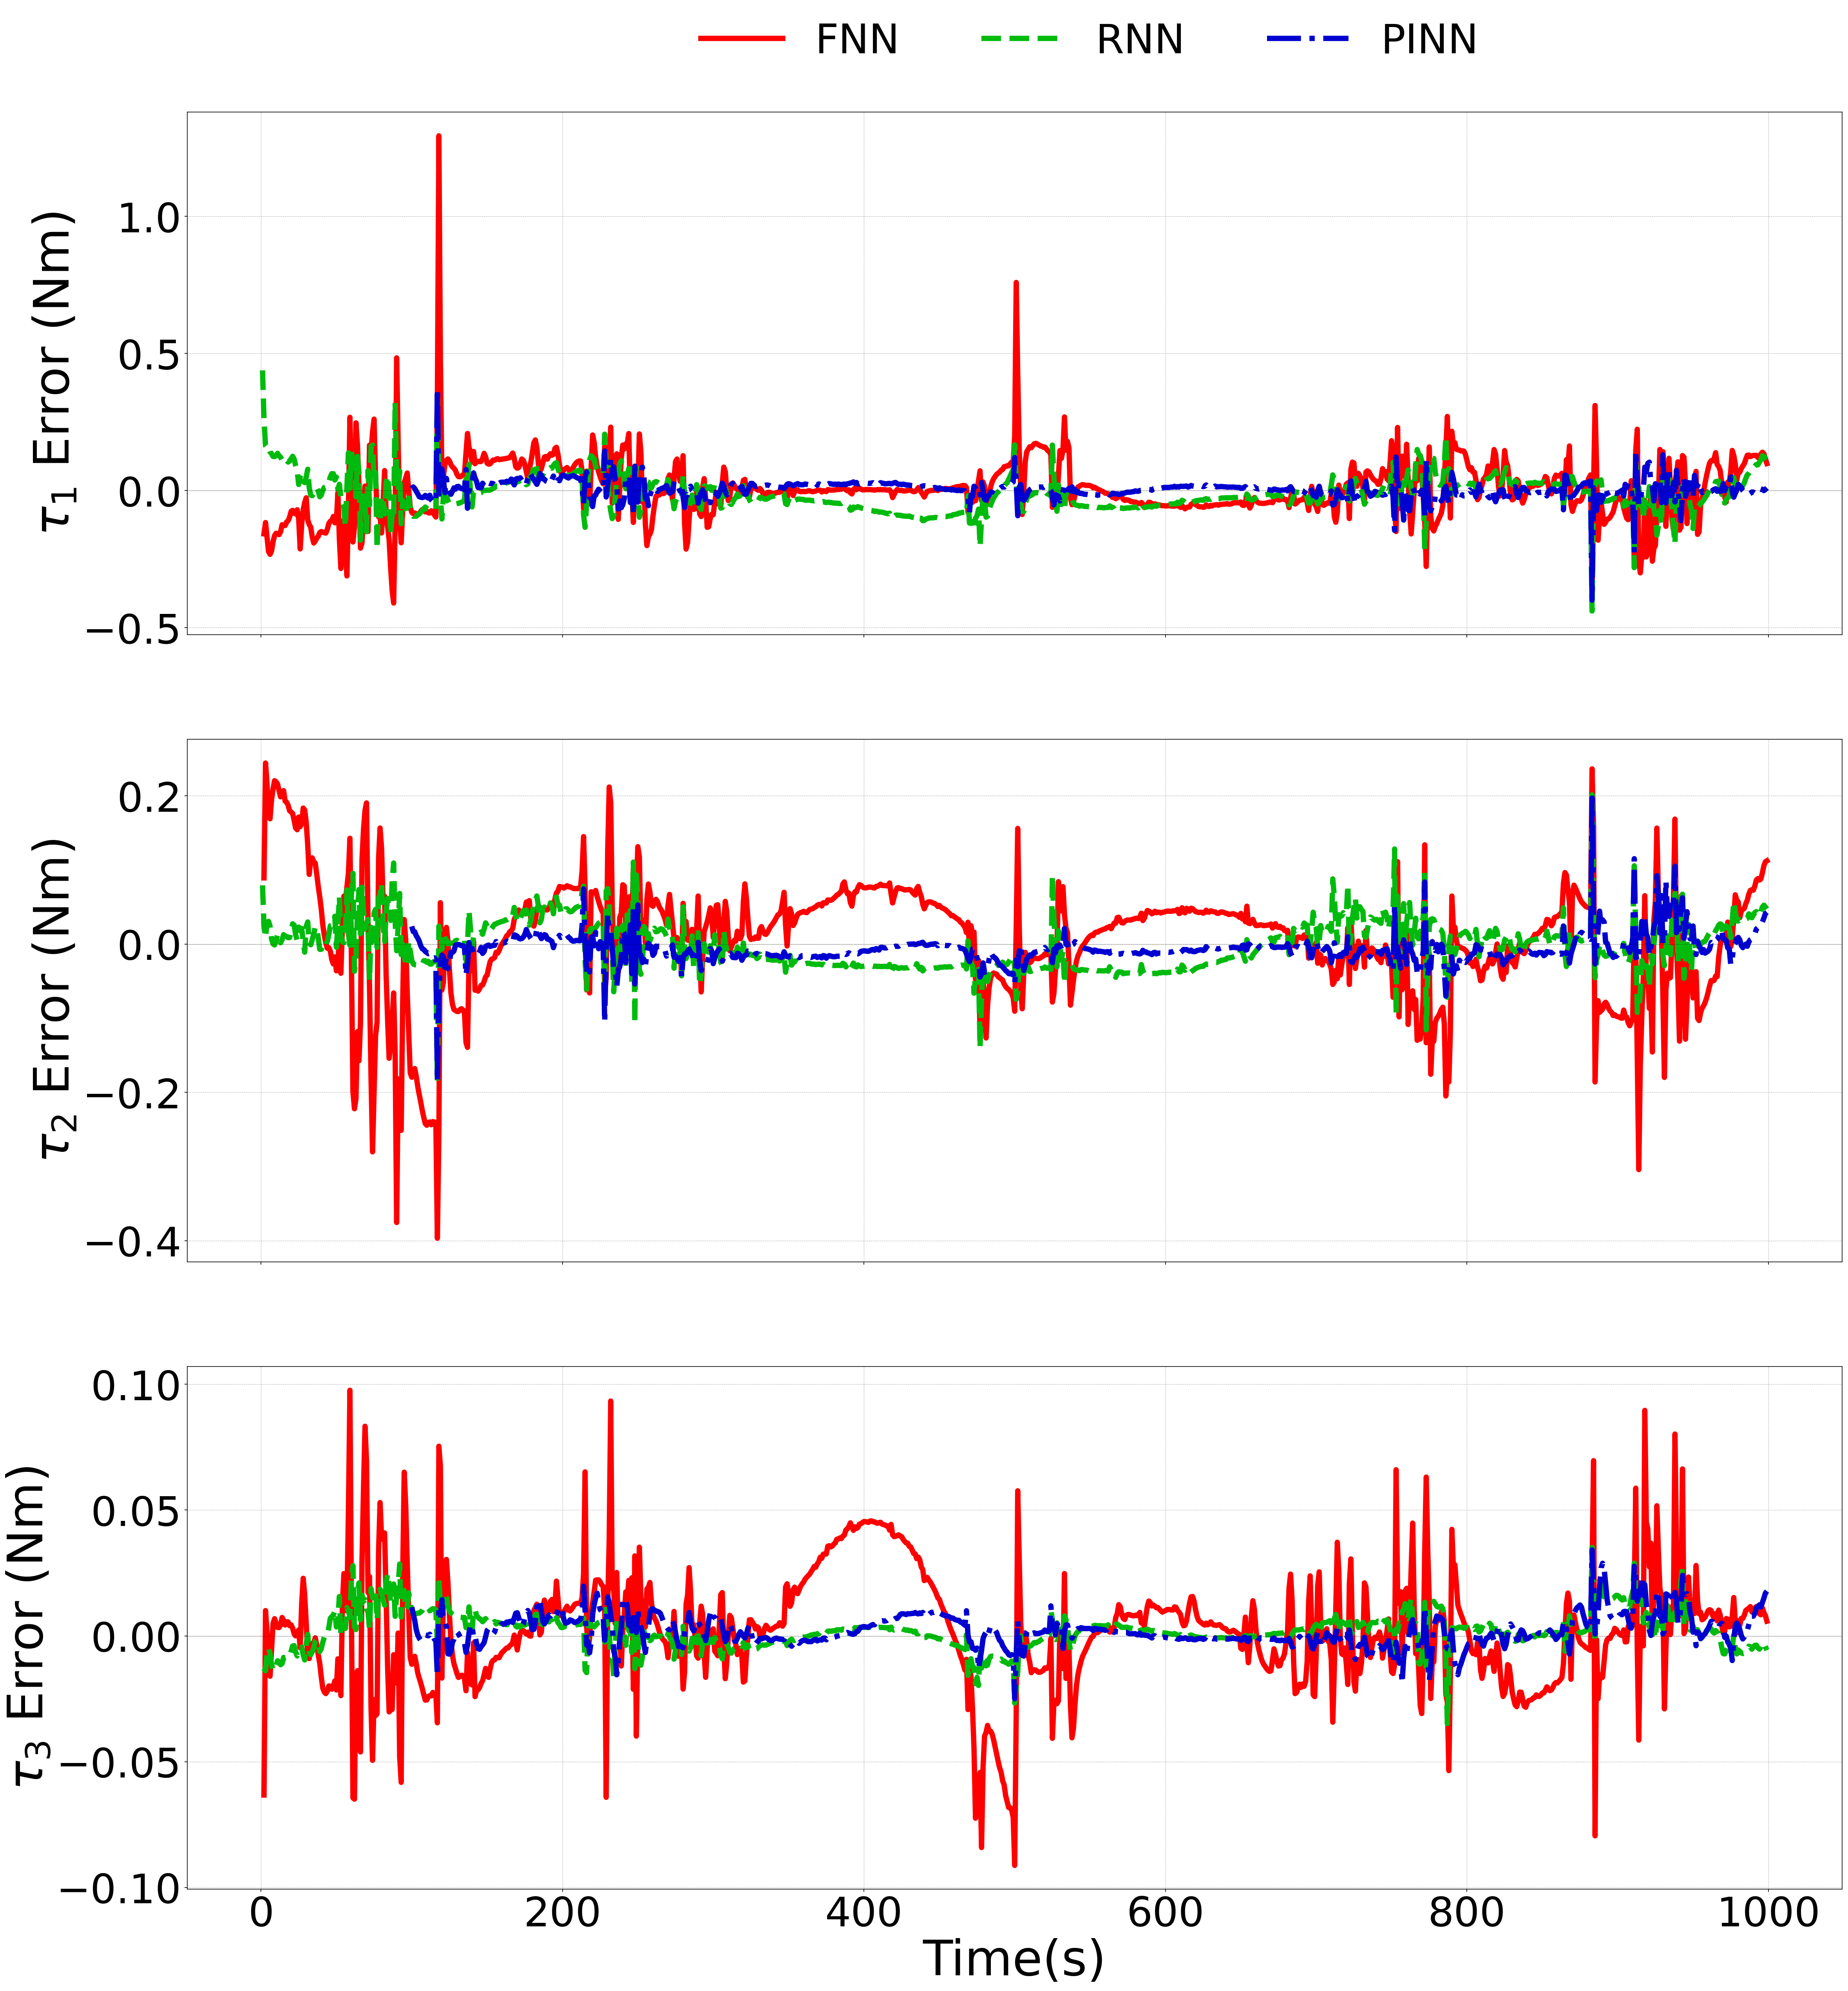 FNN RNN PINN
τ1 Error (Nm)
1.0
0.5
0.0
−0.5
τ2 Error (Nm)
0.2
0.0
−0.2
−0.4
τ3 Error (Nm)
0.10
0.05
0.00
−0.05
−0.10
0 200 400 600 800 1000
Time(s)